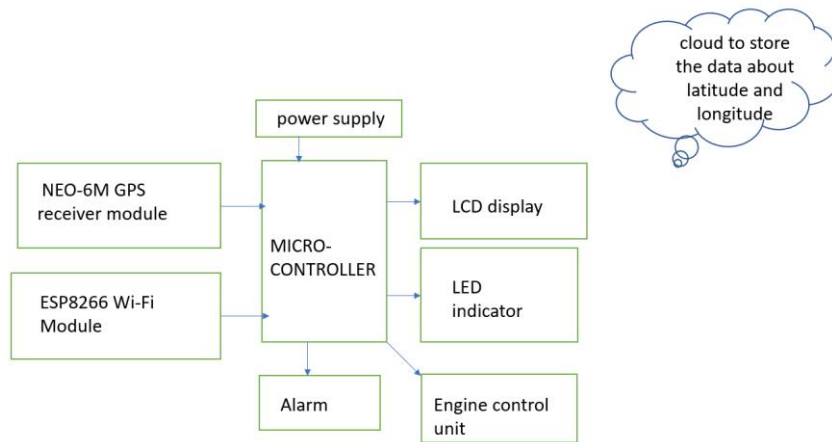 cloud to store
the data about
latitude and
longitude
power supply
NEO-6M GPS
receiver module
MICRO-
CONTROLLER
LCD display
ESP8266 Wi-Fi
Module
LED
indicator
Alarm
Engine control
unit